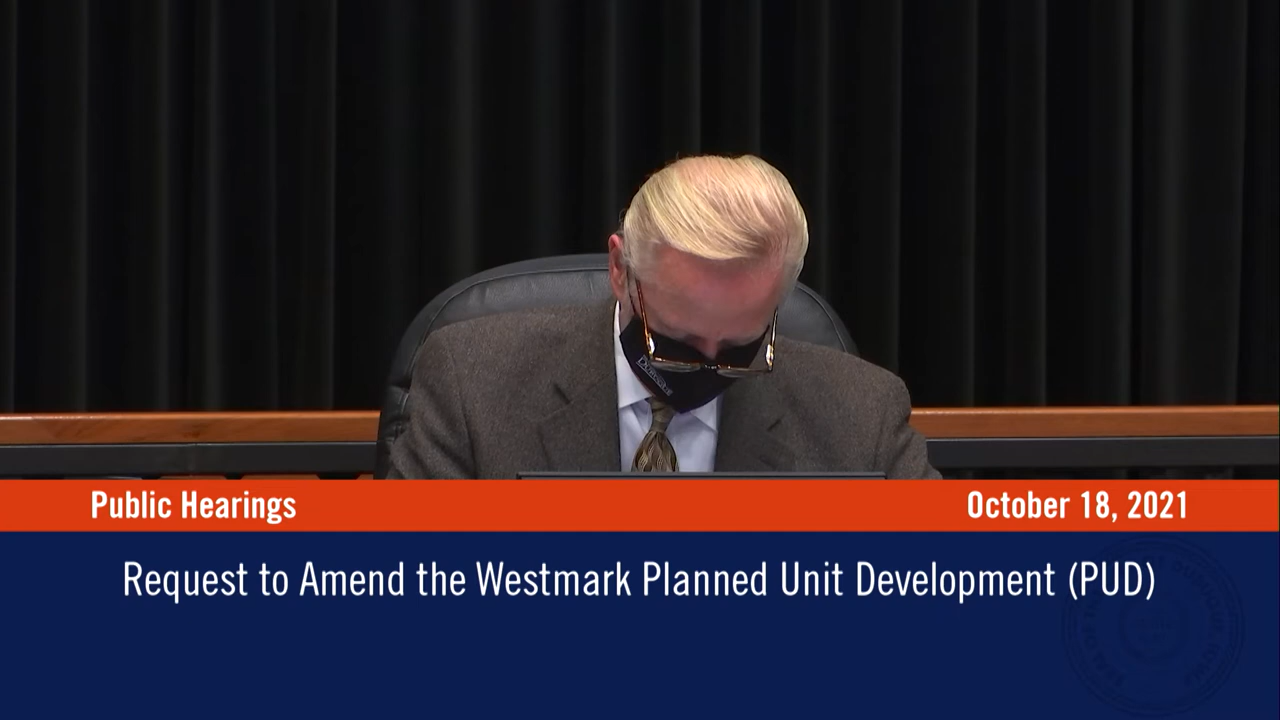 Public Hearings
October 18, 2021
Request to Amend the Westmark Planned Unit Development (PUD)